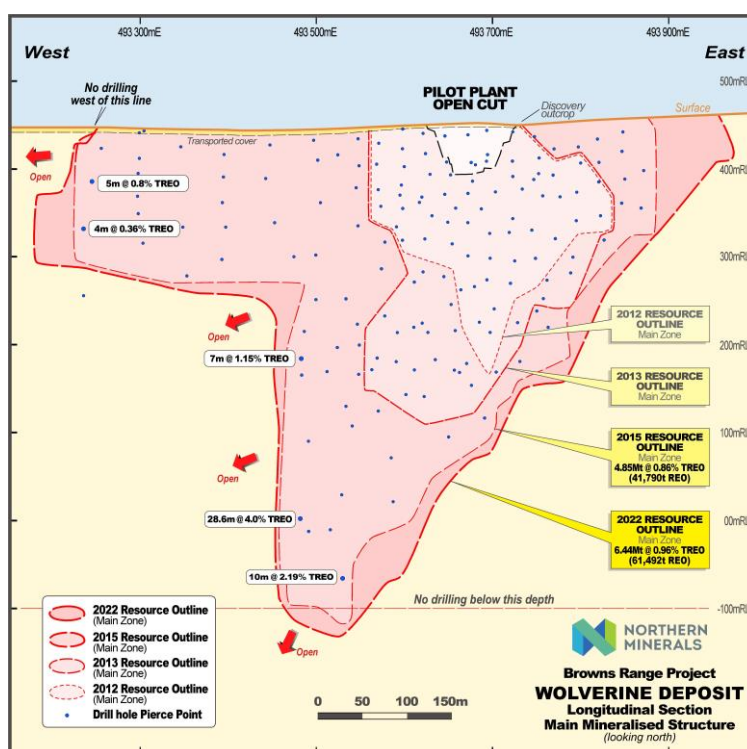 493 300mE
493 500mE
493 700mE
493 900mE
West
East
No drilling
west of this line
PILOT PLANT
OPEN CUT
Discovery
outcrop
500mRL
Surface
Transported cover
Open
5m @ 0.8% TREO
400mRL
4m @ 0.36% TREO
300mRL
Open
2012 RESOURCE
OUTLINE
Main Zone
7m @ 1.15% TREO
200mRL
2013 RESOURCE
OUTLINE
Main Zone
2015 RESOURCE
OUTLINE
Main Zone
4.85Mt @ 0.86% TREO
(41,790t REO)
100mRL
Open
28.6m @ 4.0% TREO
2022 RESOURCE
OUTLINE
Main Zone
6.44Mt @ 0.96% TREO
(61,492t REO)
0mRL
10m @ 2.19% TREO
No drilling below this depth
-100mRL
Open
2022 Resource Outline
(Main Zone)
2015 Resource Outline
(Main Zone)
2013 Resource Outline
(Main Zone)
2012 Resource Outline
(Main Zone)
Drill hole Pierce Point
0 50 100 150m
NORTHERN
MINERALS
Browns Range Project
WOLVERINE DEPOSIT
Longitudinal Section
Main Mineralised Structure
(looking north)